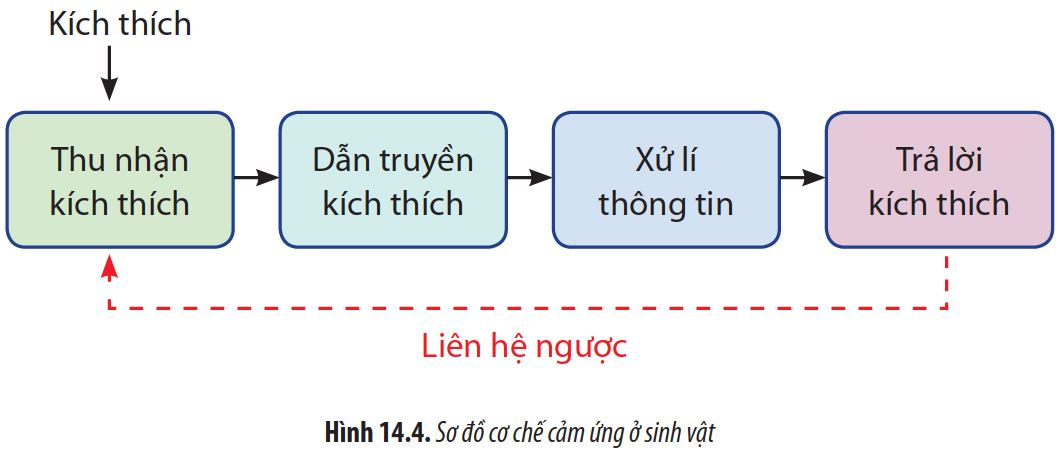 Kích thích
Thu nhận
kích thích
Dẫn truyền
kích thích
Xử lí
thông tin
Trả lời
kích thích
Liên hệ ngược
Hình 14.4. Sơ đồ cơ chế cảm ứng ở sinh vật